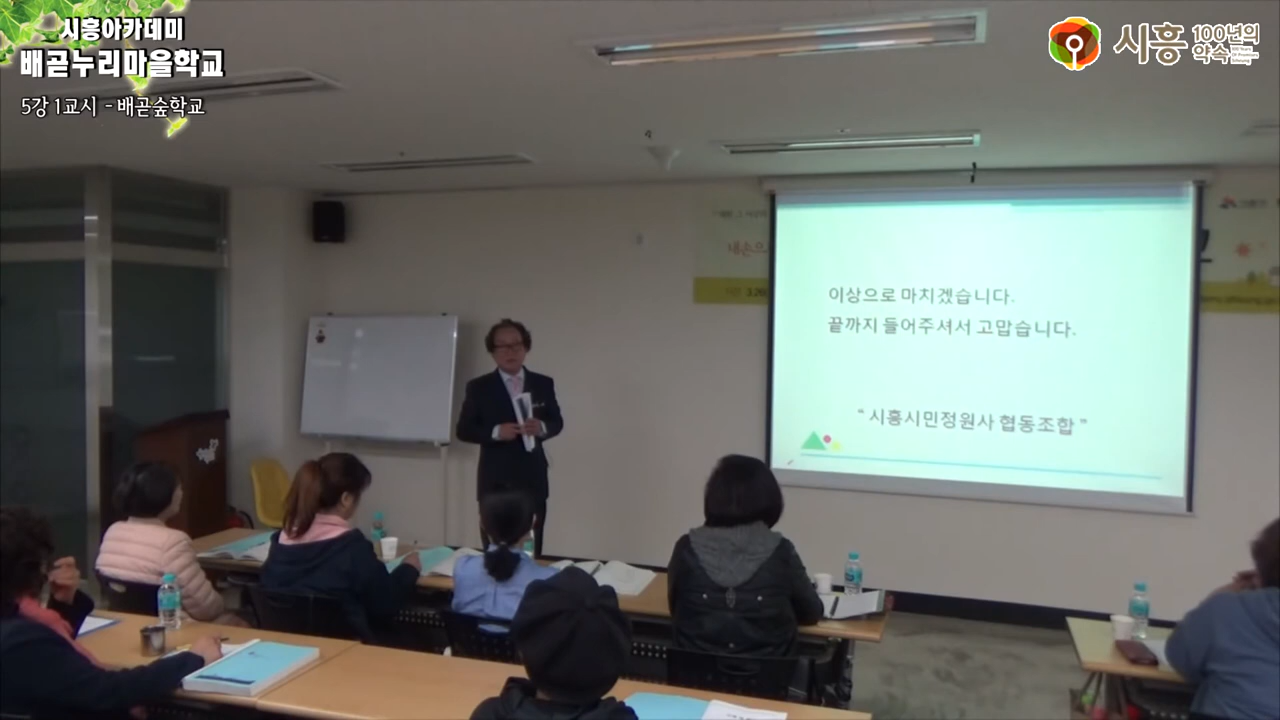 시흥아카데미
배곧누리마을학교
5강 1교시 - 배곧숲학교
시흥
100년의
약속
이상으로 마치겠습니다.
끝까지 들어주셔서 고맙습니다.
“ 시흥시민정원사 협동조합 ”
내손으